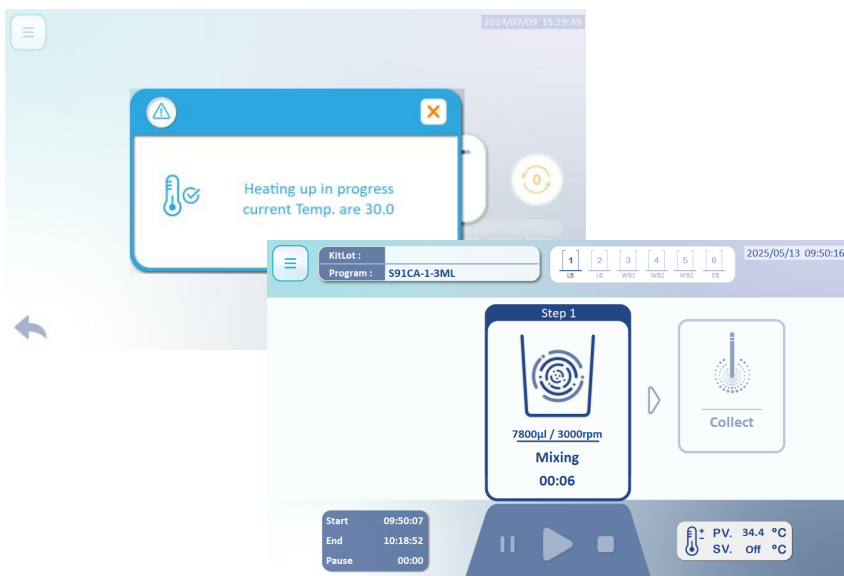 2024/07/09 15:29:49
Heating up in progress
current Temp. are 30.0
0
KitLot :
Program : S91CA-1-3ML
1 2 3 4 5 6
LB LB WB1 WB2 WB2 EB
2025/05/13 09:50:16
Step 1
7800µl / 3000rpm
Mixing
00:06
Collect
Start 09:50:07
End 10:18:52
Pause 00:00
PV. 34.4 °C
SV. Off °C